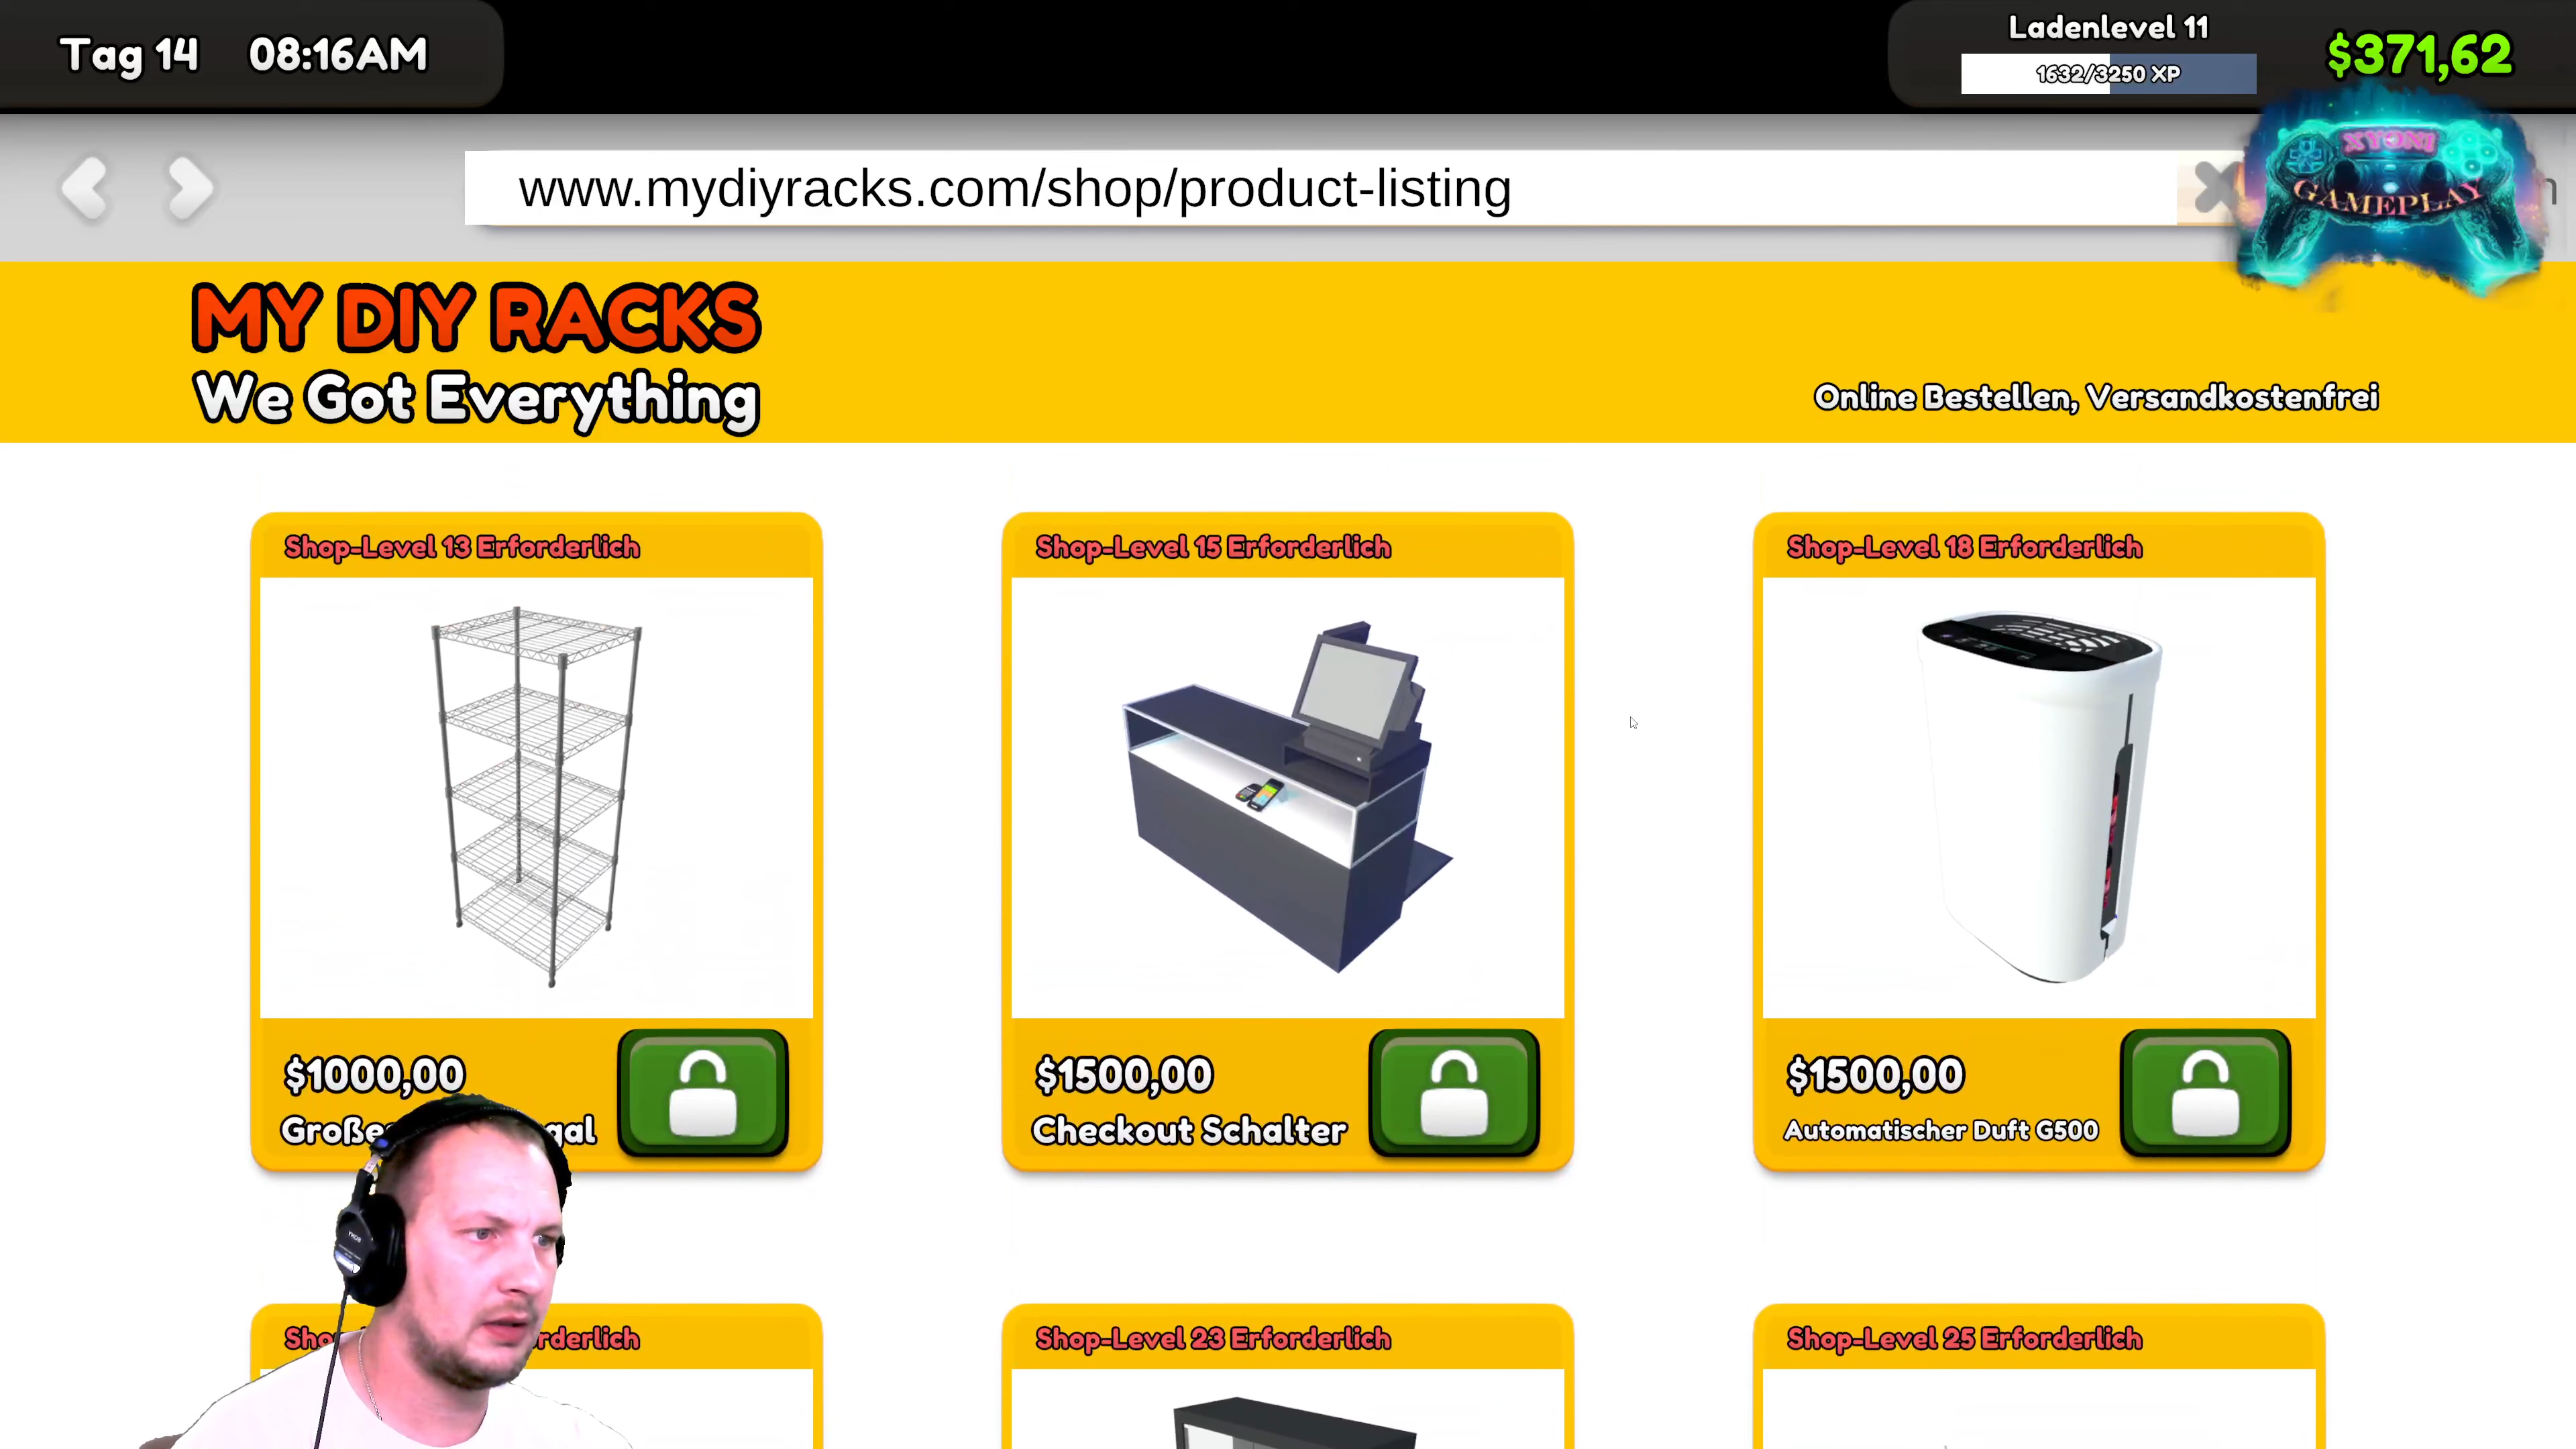 Tag 14 08:16AM
Ladenlevel 11
1632/3250 XP
$371,62
www.mydiyracks.com/shop/product-listing
XYONI
GAMEPLAY
MY DIY RACKS
We Got Everything
Online Bestellen, Versandkostenfrei
Shop-Level 13 Erforderlich
Shop-Level 15 Erforderlich
Shop-Level 18 Erforderlich
$1000,00
$1500,00
Checkout Schalter
$1500,00
Automatischer Duft G500
Shop-Level 23 Erforderlich
Shop-Level 25 Erforderlich